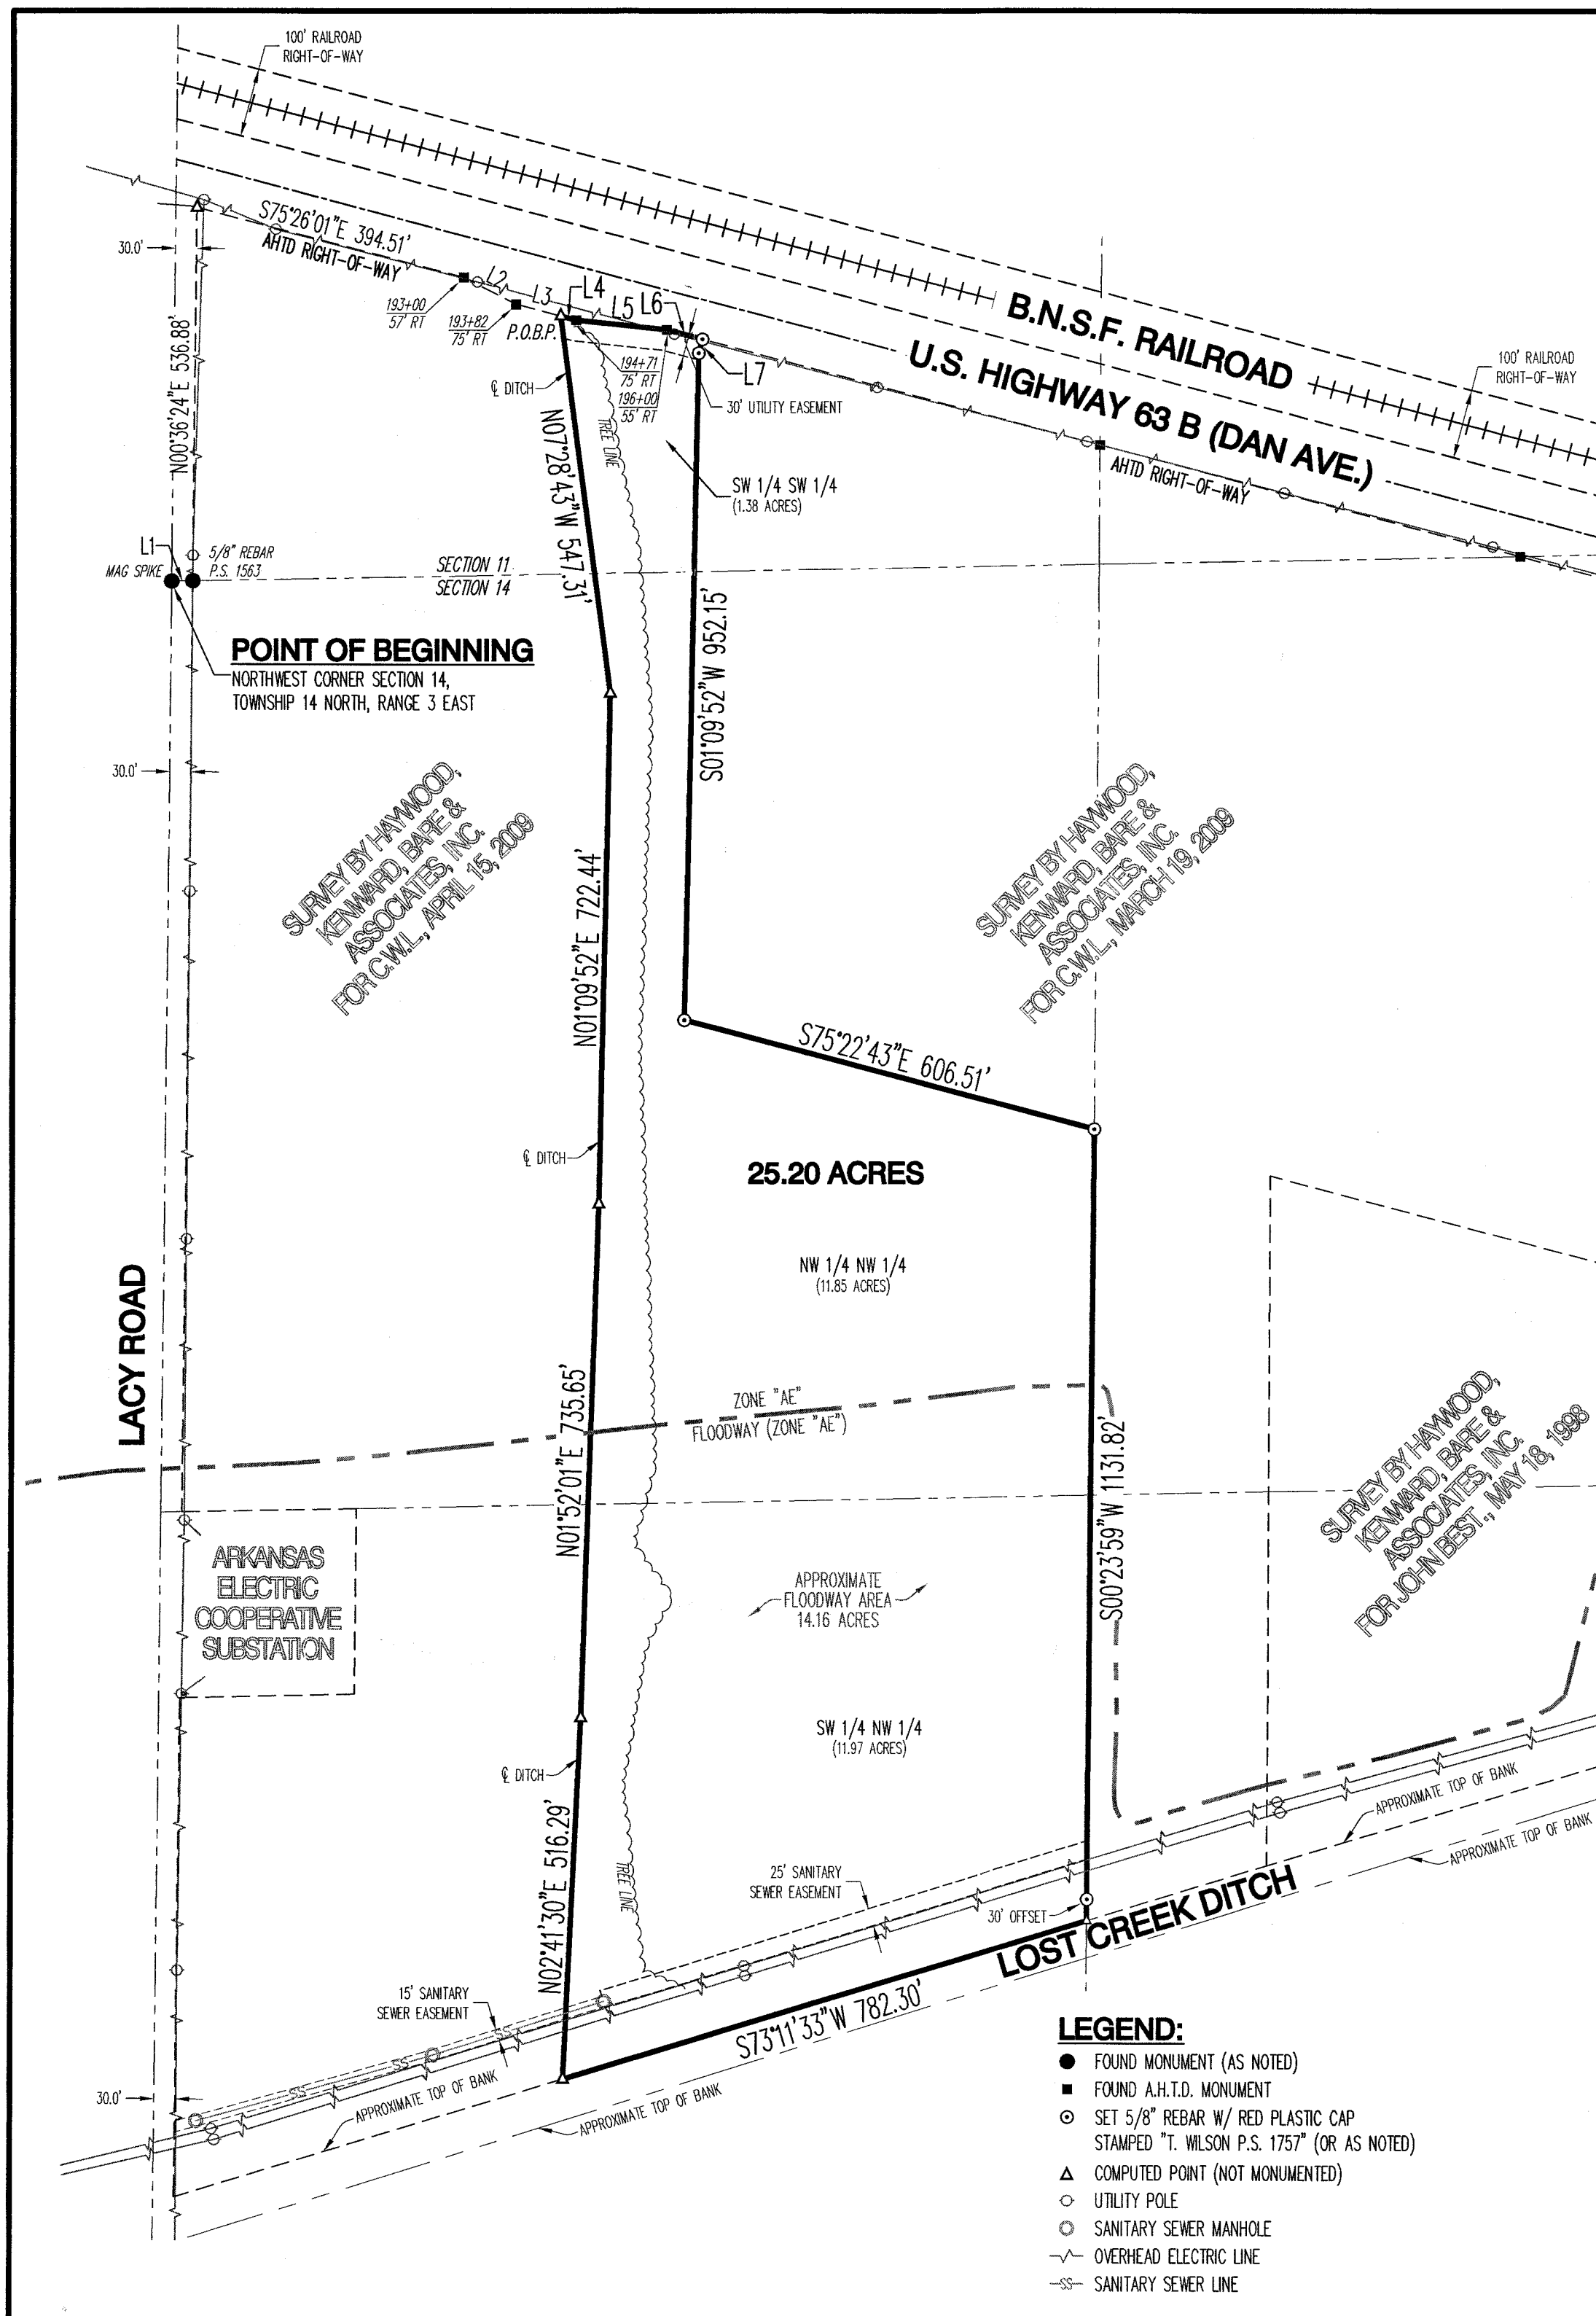 100' RAILROAD
RIGHT-OF-WAY
S75°26'01"E 394.51'
AHTD RIGHT-OF-WAY
30.0'
N00°36'24"E 536.88'
L2
193+00
57' RT
L3
193+82
75' RT
P.O.B.P.
L4
L5
L6
L7
194+71
75' RT
196+00
55' RT
30' UTILITY EASEMENT
B.N.S.F. RAILROAD
U.S. HIGHWAY 63 B (DAN AVE.)
100' RAILROAD
RIGHT-OF-WAY
AHTD RIGHT-OF-WAY
℄ DITCH
TREE LINE
N07°28'43"W 547.31'
SW 1/4 SW 1/4
(1.38 ACRES)
L1
MAG SPIKE
5/8" REBAR
P.S. 1563
SECTION 11
SECTION 14
POINT OF BEGINNING
NORTHWEST CORNER SECTION 14,
TOWNSHIP 14 NORTH, RANGE 3 EAST
S01°09'52"W 952.15'
30.0'
SURVEY BY HAYWOOD,
KENWARD, BARE &
ASSOCIATES, INC.
FOR C.W.L., APRIL 15, 2009
SURVEY BY HAYWOOD,
KENWARD, BARE &
ASSOCIATES, INC.
FOR C.W.L., MARCH 19, 2009
N01°09'52"E 722.44'
S75°22'43"E 606.51'
℄ DITCH
25.20 ACRES
NW 1/4 NW 1/4
(11.85 ACRES)
LACY ROAD
N01°52'01"E 735.65'
ZONE "AE"
FLOODWAY (ZONE "AE")
S00°23'59"W 1131.82'
SURVEY BY HAYWOOD,
KENWARD, BARE &
ASSOCIATES, INC.
FOR JOHN BEST., MAY 18, 1998
ARKANSAS
ELECTRIC
COOPERATIVE
SUBSTATION
APPROXIMATE
FLOODWAY AREA
14.16 ACRES
SW 1/4 NW 1/4
(11.97 ACRES)
℄ DITCH
N02°41'30"E 516.29'
TREE LINE
25' SANITARY
SEWER EASEMENT
30' OFFSET
APPROXIMATE TOP OF BANK
APPROXIMATE TOP OF BANK
LOST CREEK DITCH
15' SANITARY
SEWER EASEMENT
SS
SS
SS
S73°11'33"W 782.30'
30.0'
APPROXIMATE TOP OF BANK
APPROXIMATE TOP OF BANK
LEGEND:
FOUND MONUMENT (AS NOTED)
FOUND A.H.T.D. MONUMENT
SET 5/8" REBAR W/ RED PLASTIC CAP
STAMPED "T. WILSON P.S. 1757" (OR AS NOTED)
COMPUTED POINT (NOT MONUMENTED)
UTILITY POLE
SANITARY SEWER MANHOLE
OVERHEAD ELECTRIC LINE
SS SANITARY SEWER LINE